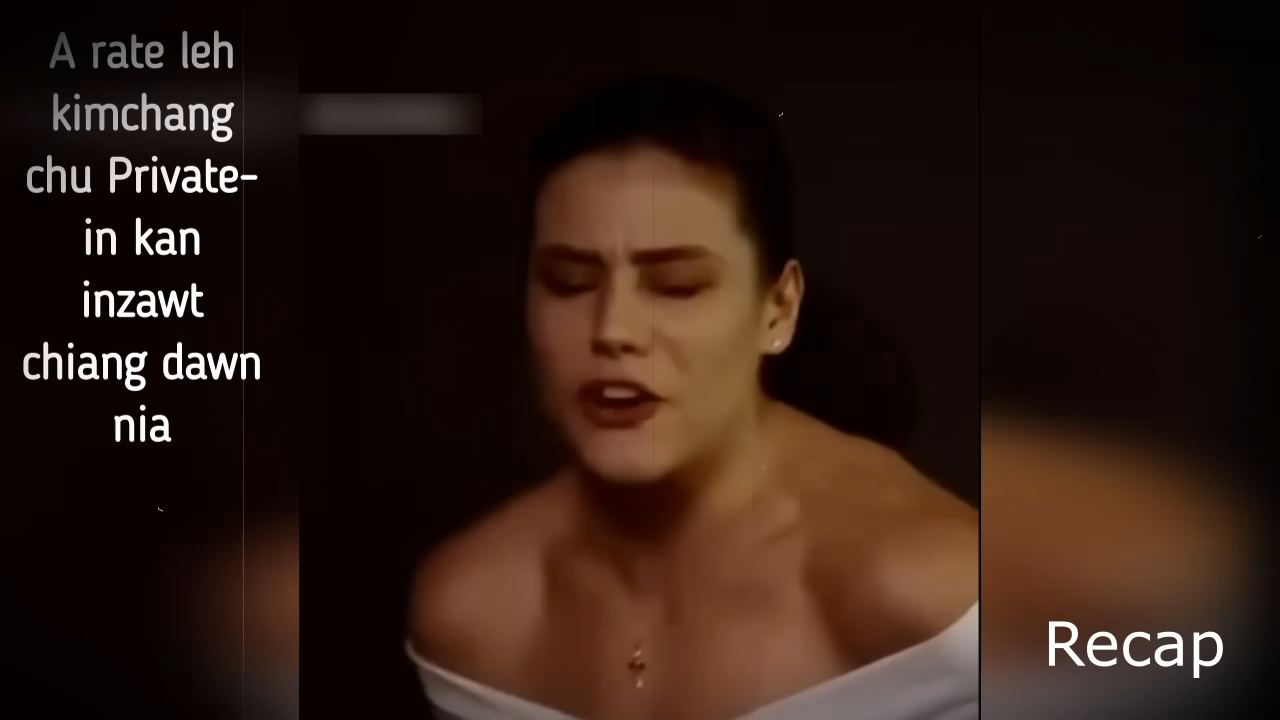 A rate leh
kimchang
chu Private-
in kan
inzawt
chiang dawn
nia
Recap